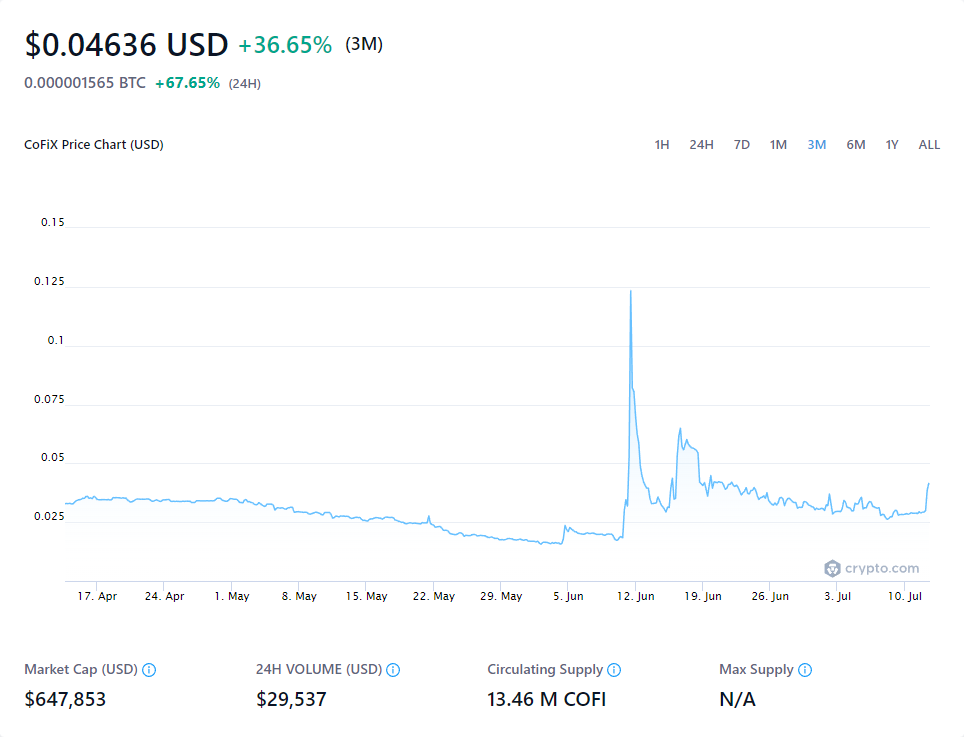 $0.04636 USD +36.65% (3M)
0.000001565 BTC +67.65% (24H)
CoFiX Price Chart (USD) 1H 24H 7D 1M 3M 6M 1Y ALL
0.15
0.125
0.1
0.075
0.05
0.025
crypto.com
17. Apr 24. Apr 1. May 8. May 15. May 22. May 29. May 5. Jun 12. Jun 19. Jun 26. Jun 3. Jul 10. Jul
Market Cap (USD) 24H VOLUME (USD) Circulating Supply Max Supply
$647,853 $29,537 13.46 M COFI N/A